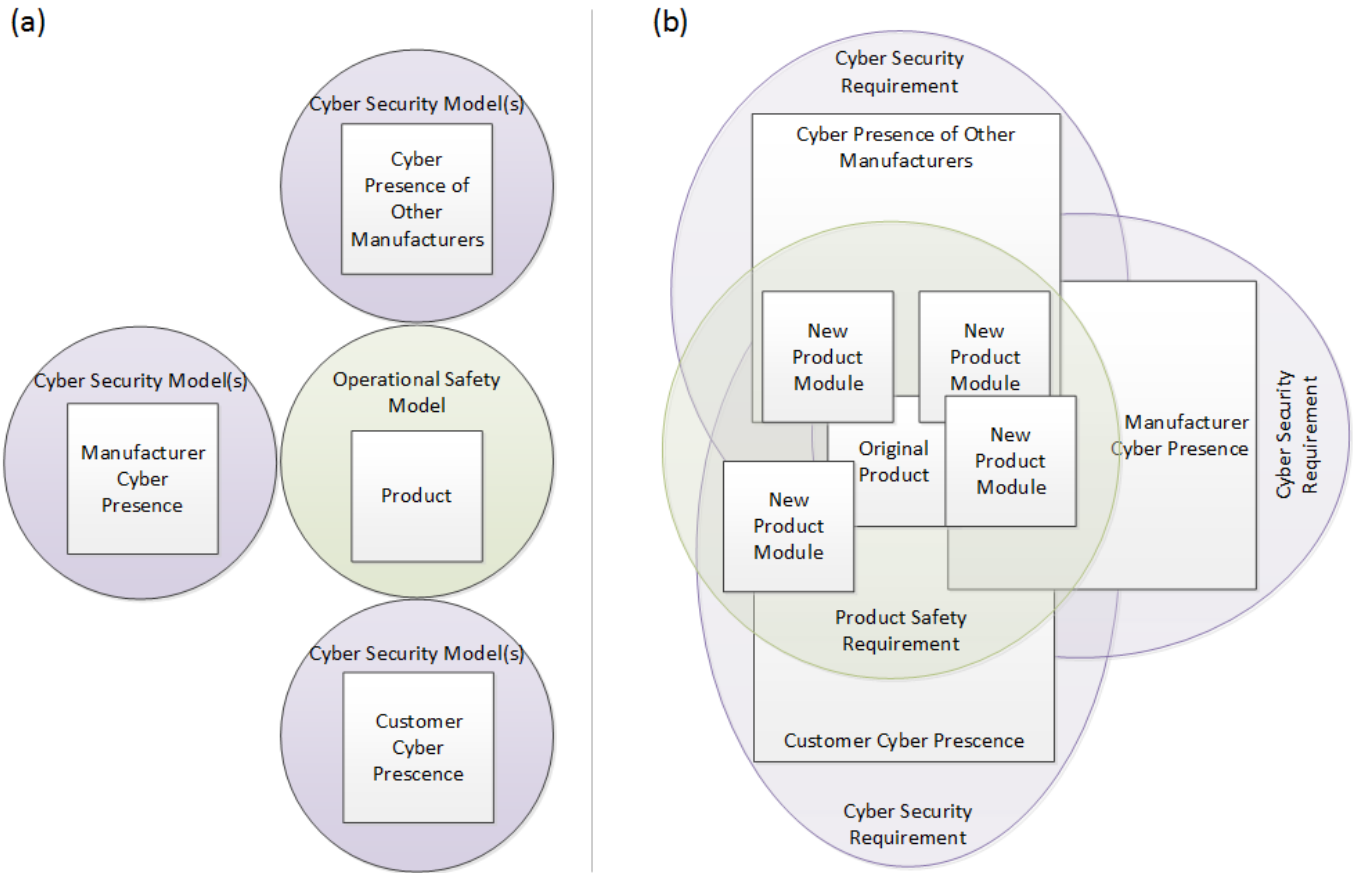 (a)
Cyber Security Model(s)
Cyber
Presence of
Other
Manufacturers
Cyber Security Model(s)
Manufacturer
Cyber
Presence
Operational Safety
Model
Product
Cyber Security Model(s)
Customer
Cyber
Prescence
(b)
Cyber Security
Requirement
Cyber Presence of Other
Manufacturers
New
Product
Module
New
Product
Module
Original
Product
New
Product
Module
New
Product
Module
Manufacturer
Cyber Presence
Cyber Security
Requirement
Product Safety
Requirement
Customer Cyber Prescence
Cyber Security
Requirement